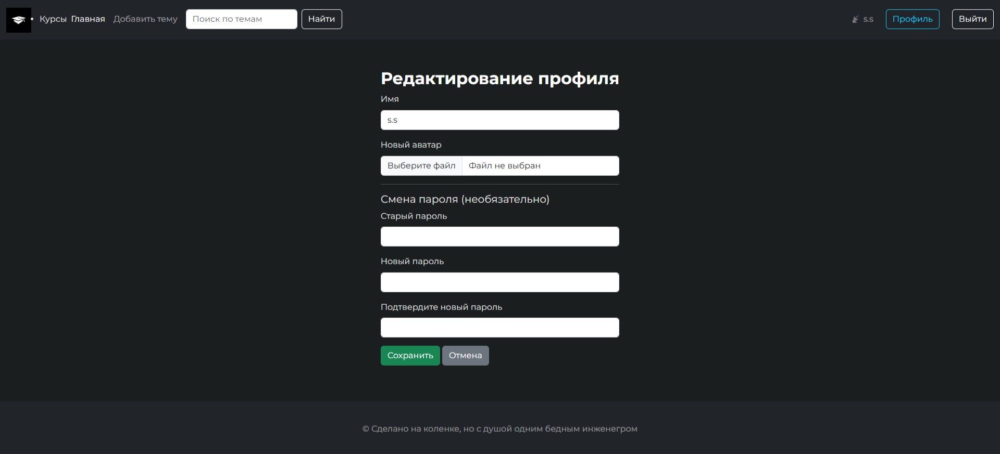 Курсы Главная Добавить тему Поиск по темам Найти s.s Профиль Выйти
Редактирование профиля
Имя
s.s
Новый аватар
Выберите файл Файл не выбран
Смена пароля (необязательно)
Старый пароль
Новый пароль
Подтвердите новый пароль
Сохранить Отмена
© Сделано на коленке, но с душой одним бедным инженегром